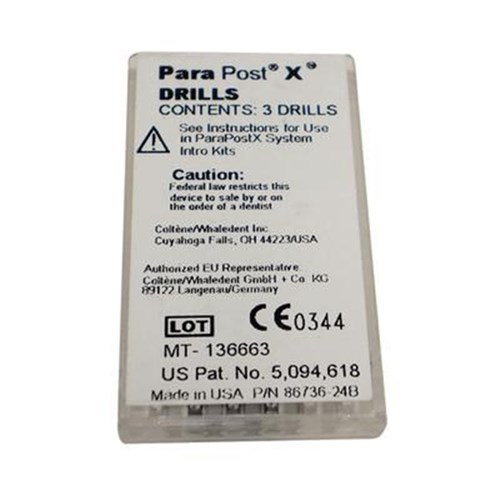 Para Post® X®
DRILLS
CONTENTS: 3 DRILLS
See Instructions for Use
in ParaPostX System
Intro Kits
Caution:
Federal law restricts this
device to sale by or on
the order of a dentist
Coltène/Whaledent Inc.
Cuyahoga Falls, OH 44223/USA
Authorized EU Representative:
Coltène/Whaledent GmbH + Co. KG
89122 Langenau/Germany
LOT CE0344
MT- 136663
US Pat. No. 5,094,618
Made in USA P/N 86736-24B